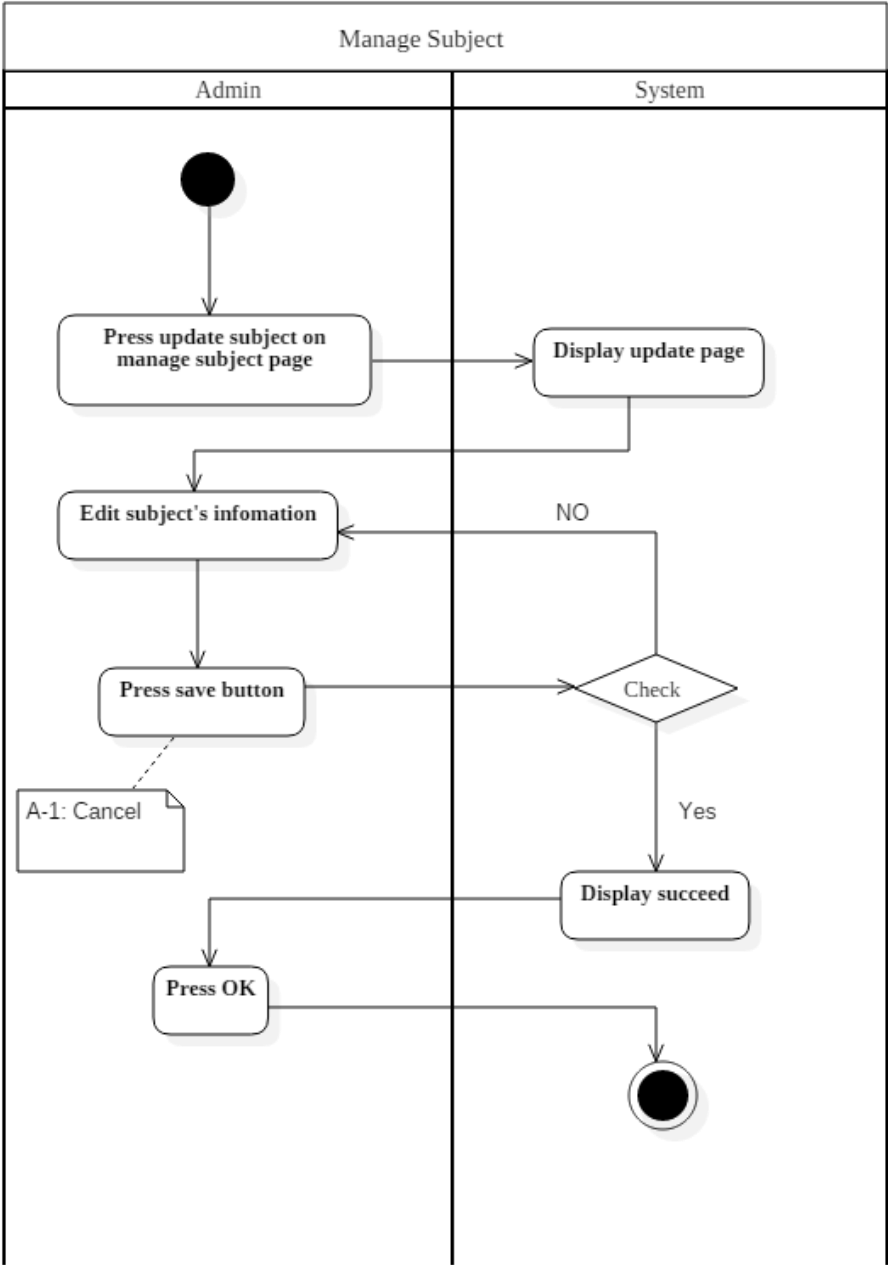 Manage Subject
Admin
System
Press update subject on
manage subject page
Display update page
Edit subject's infomation
NO
Press save button
Check
A-1: Cancel
Yes
Display succeed
Press OK